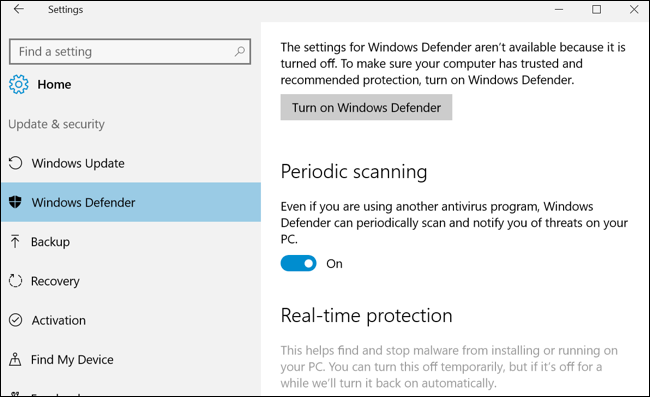 Settings
Find a setting
Home
Update & security
Windows Update
Windows Defender
Backup
Recovery
Activation
Find My Device
The settings for Windows Defender aren't available because it is
turned off. To make sure your computer has trusted and
recommended protection, turn on Windows Defender.
Turn on Windows Defender
Periodic scanning
Even if you are using another antivirus program, Windows
Defender can periodically scan and notify you of threats on your
PC.
On
Real-time protection
This helps find and stop malware from installing or running on
your PC. You can turn this off temporarily, but if it's off for a
while we'll turn it back on automatically.